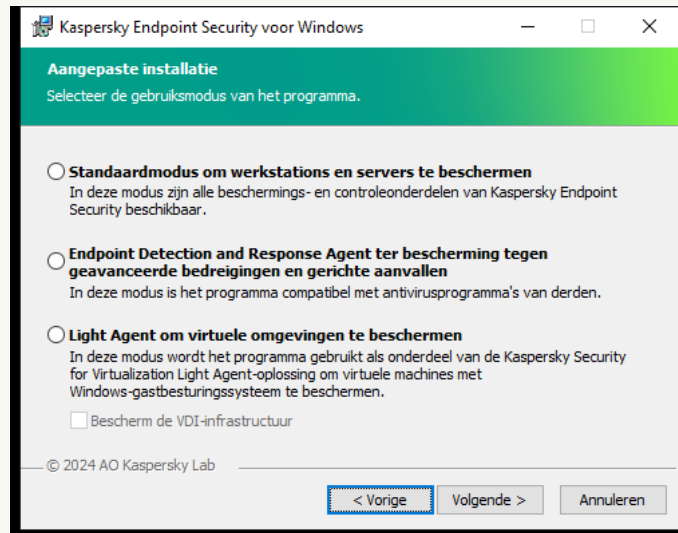 Kaspersky Endpoint Security voor Windows
Aangepaste installatie
Selecteer de gebruiksmodus van het programma.
Standaardmodus om werkstations en servers te beschermen
In deze modus zijn alle beschermings- en controleonderdelen van Kaspersky Endpoint
Security beschikbaar.
Endpoint Detection and Response Agent ter bescherming tegen
geavanceerde bedreigingen en gerichte aanvallen
In deze modus is het programma compatibel met antivirusprogramma's van derden.
Light Agent om virtuele omgevingen te beschermen
In deze modus wordt het programma gebruikt als onderdeel van de Kaspersky Security
for Virtualization Light Agent-oplossing om virtuele machines met
Windows-gastbesturingssysteem te beschermen.
Bescherm de VDI-infrastructuur
© 2024 AO Kaspersky Lab
< Vorige
Volgende >
Annuleren